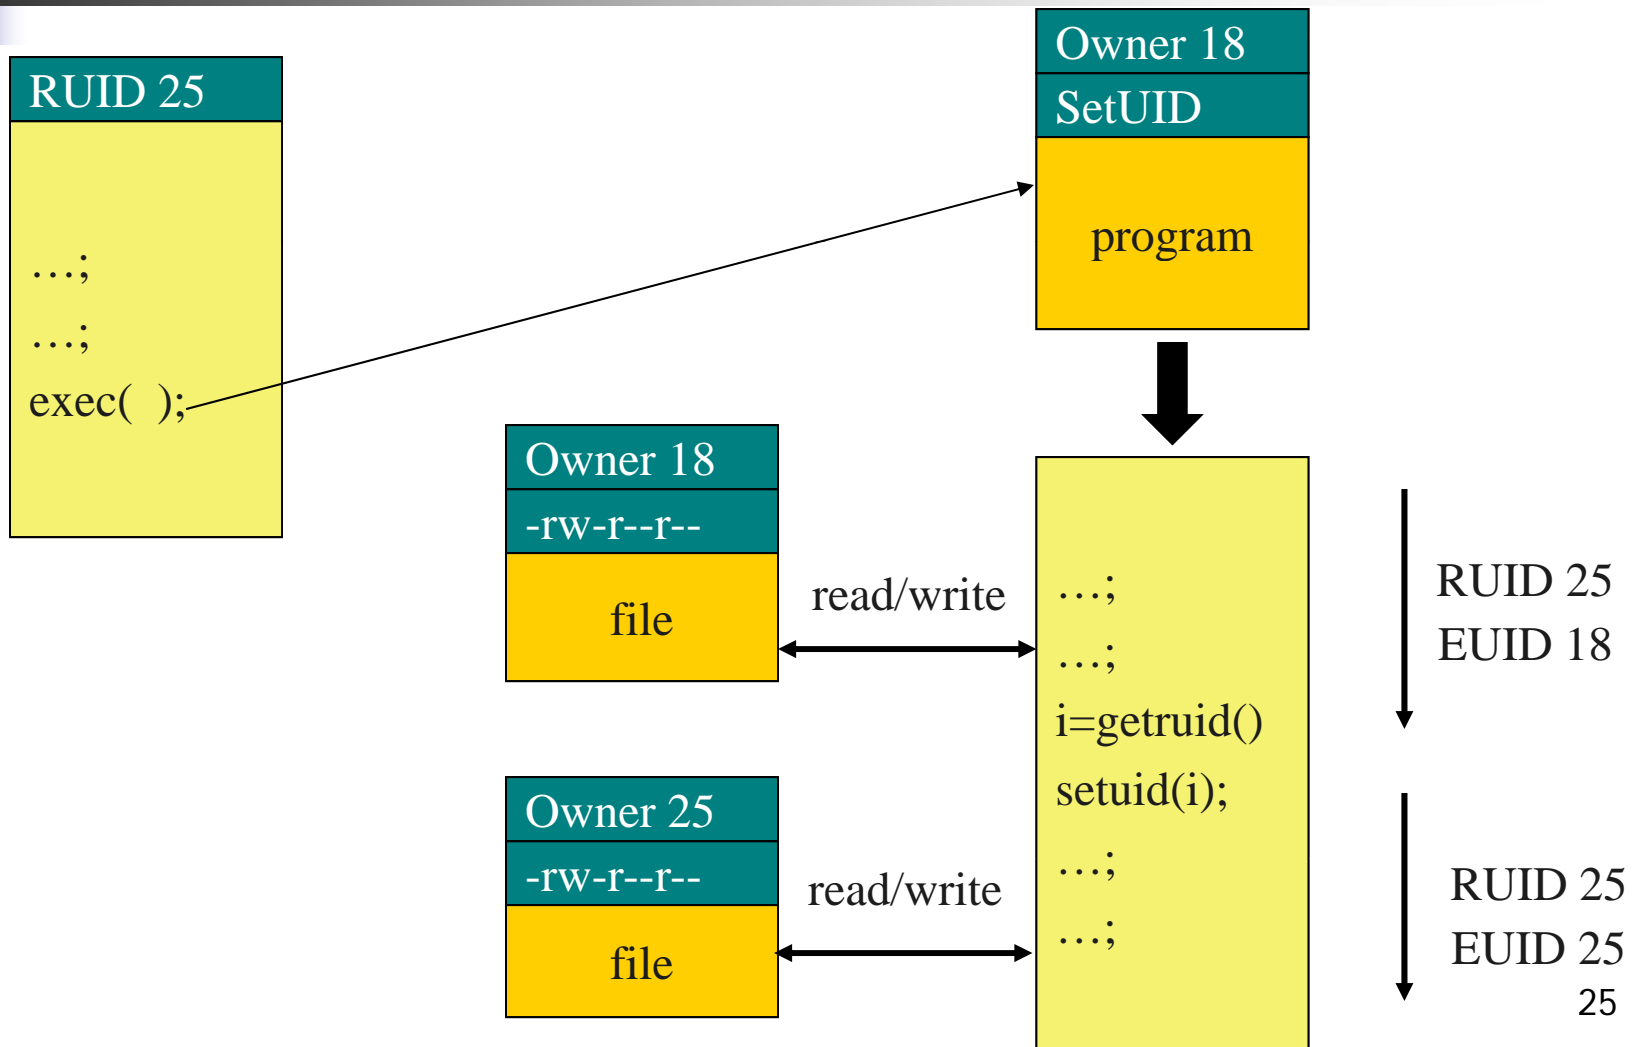 RUID 25
…;
…;
exec( );
Owner 18
SetUID
program
Owner 18
-rw-r--r--
file
read/write
Owner 25
-rw-r--r--
file
read/write
…;
…;
i=getruid()
setuid(i);
…;
…;
RUID 25
EUID 18
RUID 25
EUID 25
25